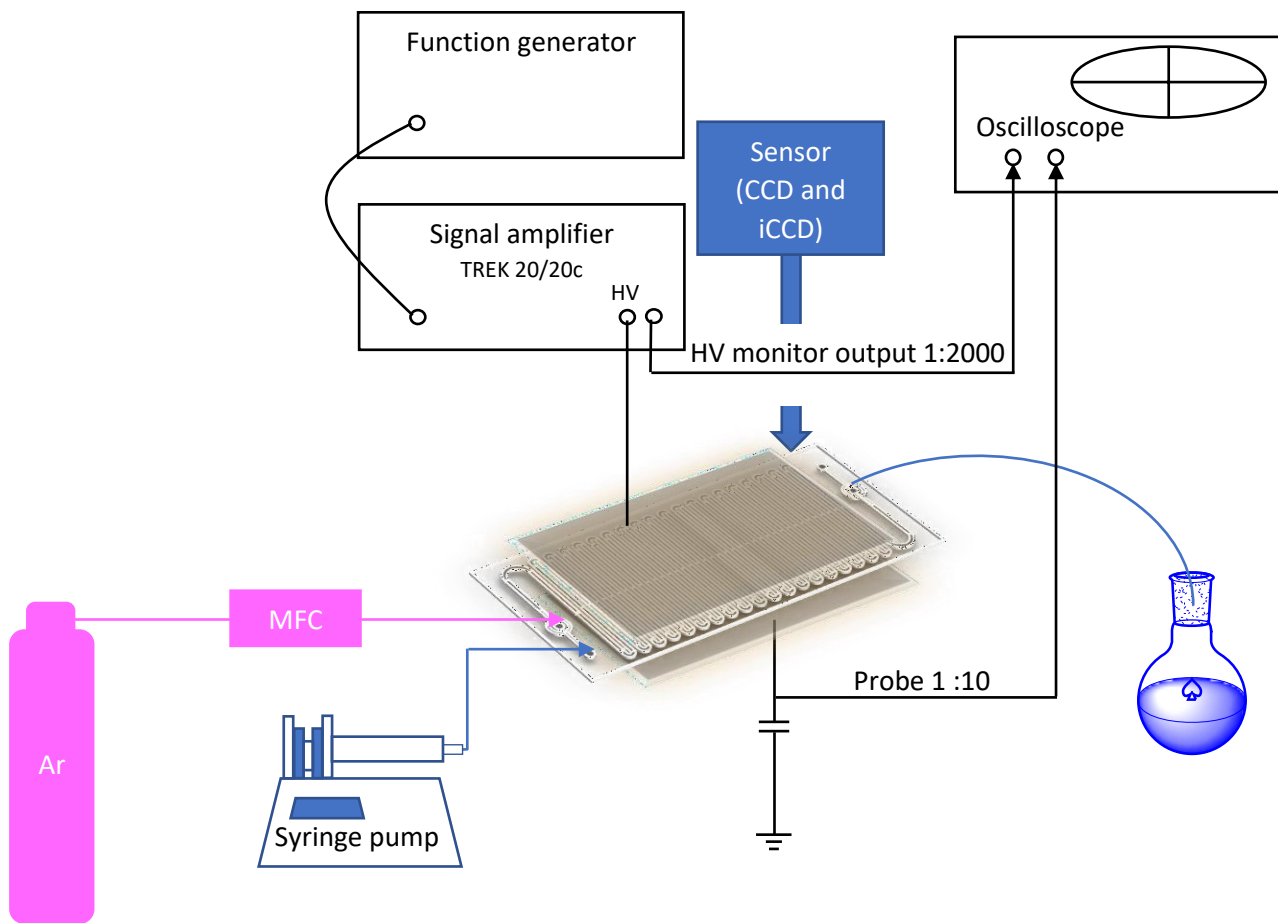 Function generator
Oscilloscope
Sensor
(CCD and
iCCD)
Signal amplifier
TREK 20/20c
HV
HV monitor output 1:2000
MFC
Probe 1 :10
Ar
Syringe pump